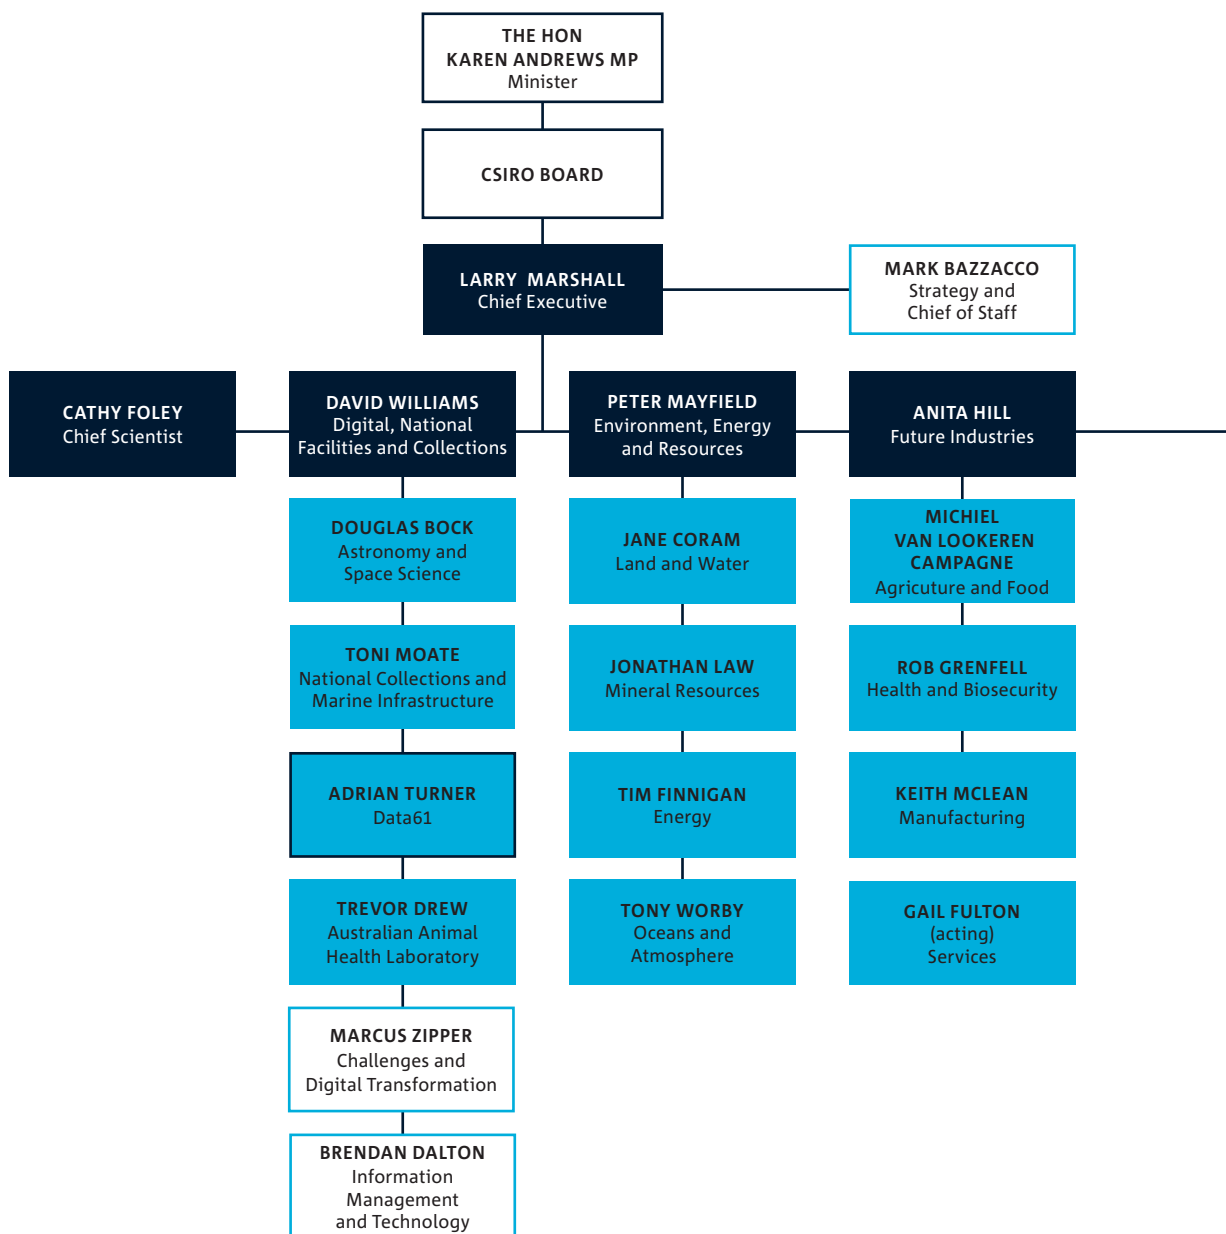 THE HON
KAREN ANDREWS MP
Minister
CSIRO BOARD
LARRY MARSHALL
Chief Executive
MARK BAZZACCO
Strategy and
Chief of Staff
CATHY FOLEY
Chief Scientist
DAVID WILLIAMS
Digital, National
Facilities and Collections
PETER MAYFIELD
Environment, Energy
and Resources
ANITA HILL
Future Industries
DOUGLAS BOCK
Astronomy and
Space Science
TONI MOATE
National Collections and
Marine Infrastructure
ADRIAN TURNER
Data61
TREVOR DREW
Australian Animal
Health Laboratory
MARCUS ZIPPER
Challenges and
Digital Transformation
BRENDAN DALTON
Information
Management
and Technology
JANE CORAM
Land and Water
JONATHAN LAW
Mineral Resources
TIM FINNIGAN
Energy
TONY WORBY
Oceans and
Atmosphere
MICHIEL
VAN LOOKEREN
CAMPAGNE
Agricuture and Food
ROB GRENFELL
Health and Biosecurity
KEITH MCLEAN
Manufacturing
GAIL FULTON
(acting)
Services